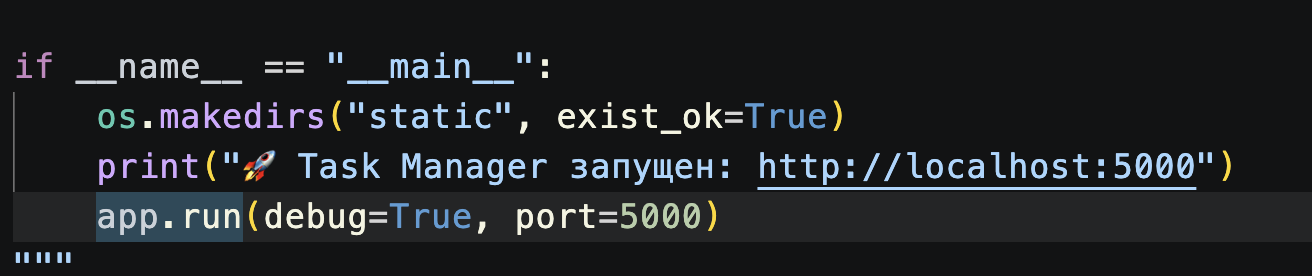 if __name__ == "__main__":
    os.makedirs("static", exist_ok=True)
    print("🚀 Task Manager запущен: http://localhost:5000")
    app.run(debug=True, port=5000)
"""